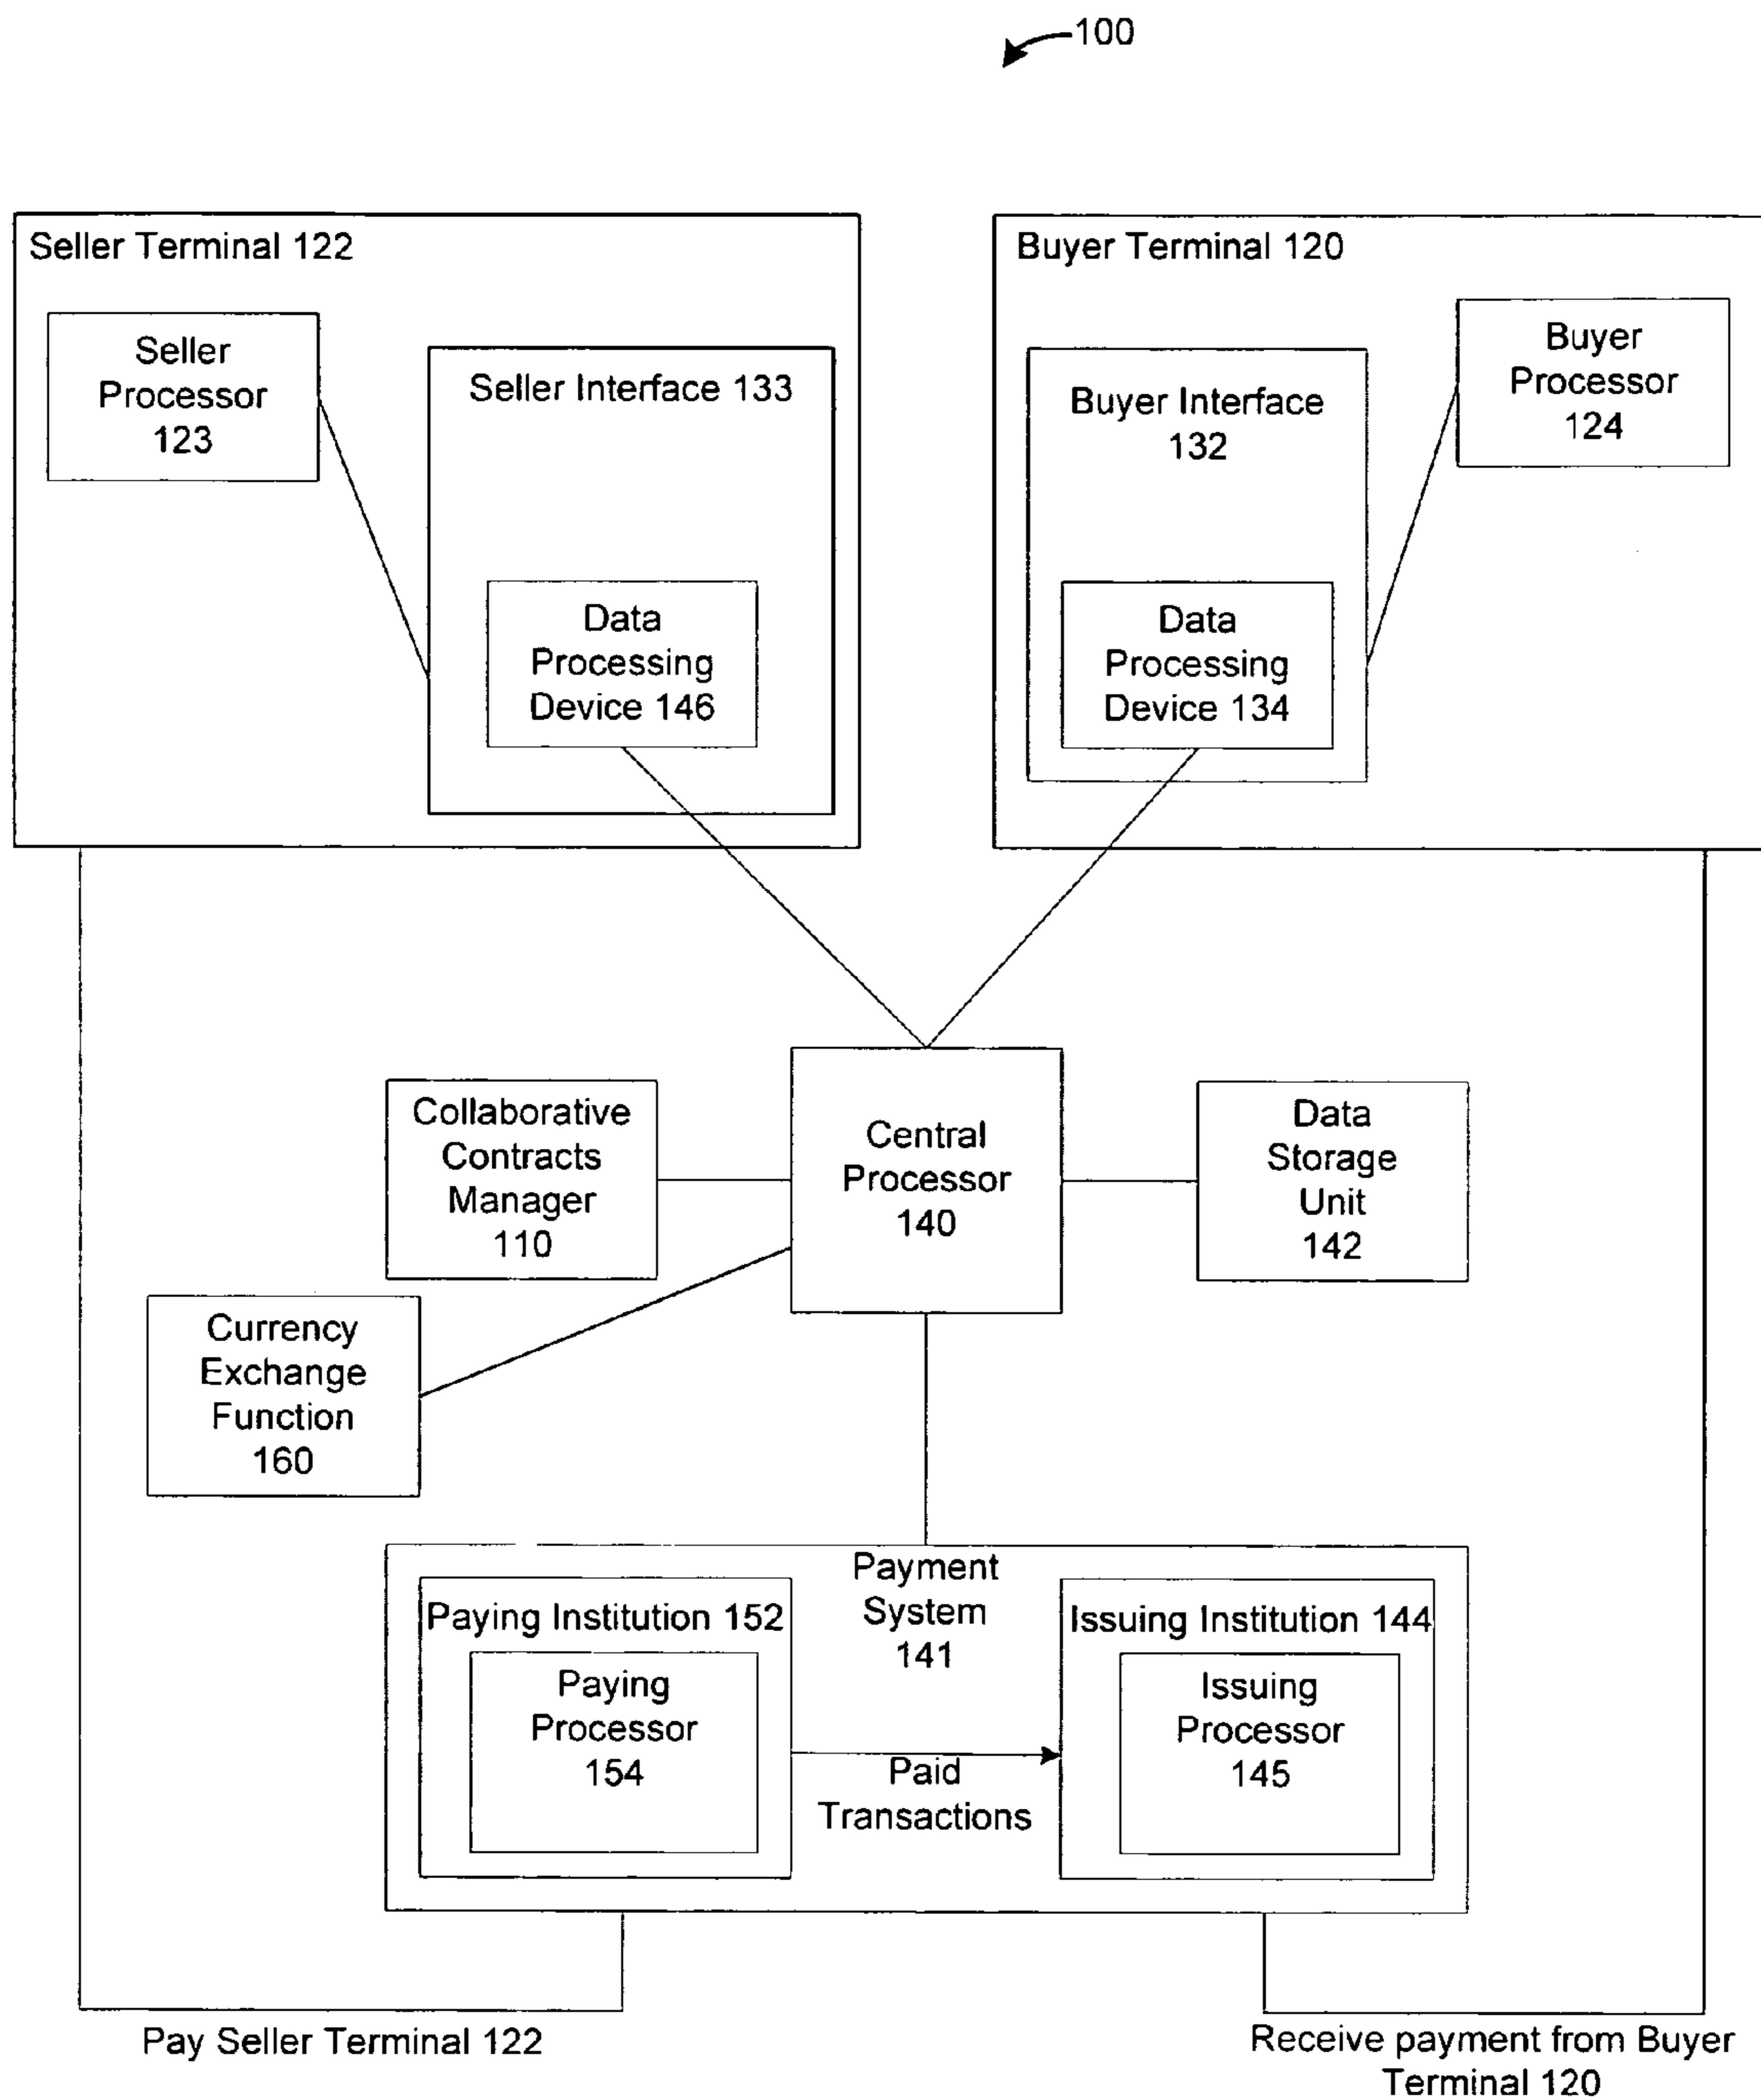 100
Seller Terminal 122
Seller
Processor
123
Seller Interface 133
Data
Processing
Device 146
Buyer Terminal 120
Buyer Interface
132
Data
Processing
Device 134
Buyer
Processor
124
Collaborative
Contracts
Manager
110
Central
Processor
140
Data
Storage
Unit
142
Currency
Exchange
Function
160
Payment
System
141
Paying Institution 152
Paying
Processor
154
Paid
Transactions
Issuing Institution 144
Issuing
Processor
145
Pay Seller Terminal 122
Receive payment from Buyer
Terminal 120